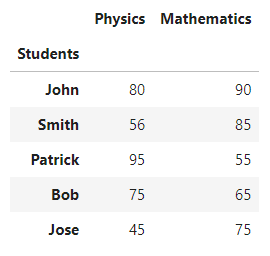 Physics Mathematics
Students
John 80 90
Smith 56 85
Patrick 95 55
Bob 75 65
Jose 45 75